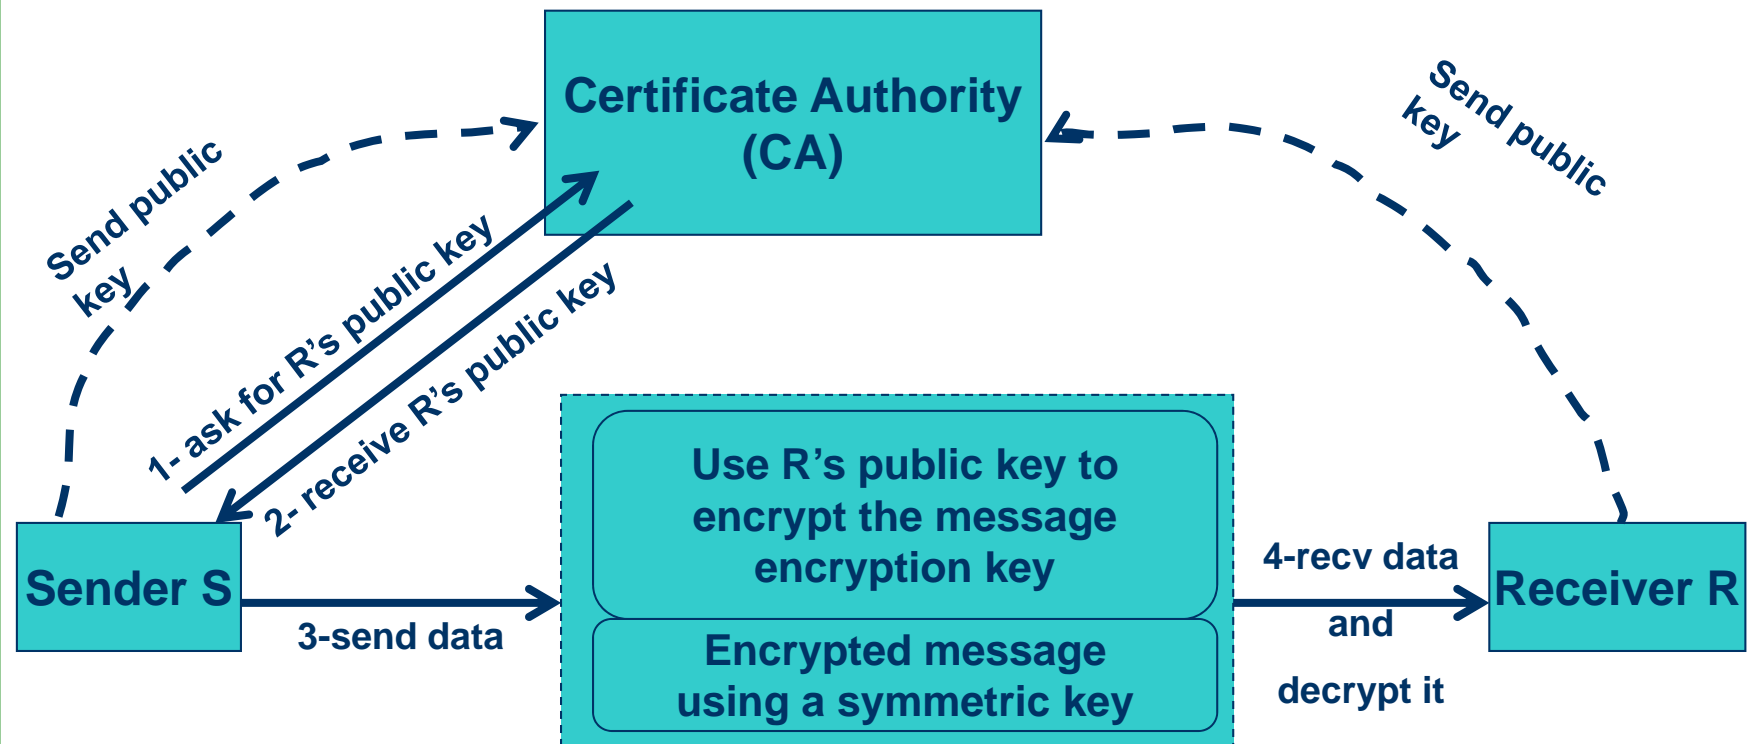 Certificate Authority
(CA)
Send public
key
Send public
key
1- ask for R’s public key
2- receive R’s public key
Use R’s public key to
encrypt the message
encryption key
Sender S
3-send data
Encrypted message
using a symmetric key
4-recv data
and
decrypt it
Receiver R